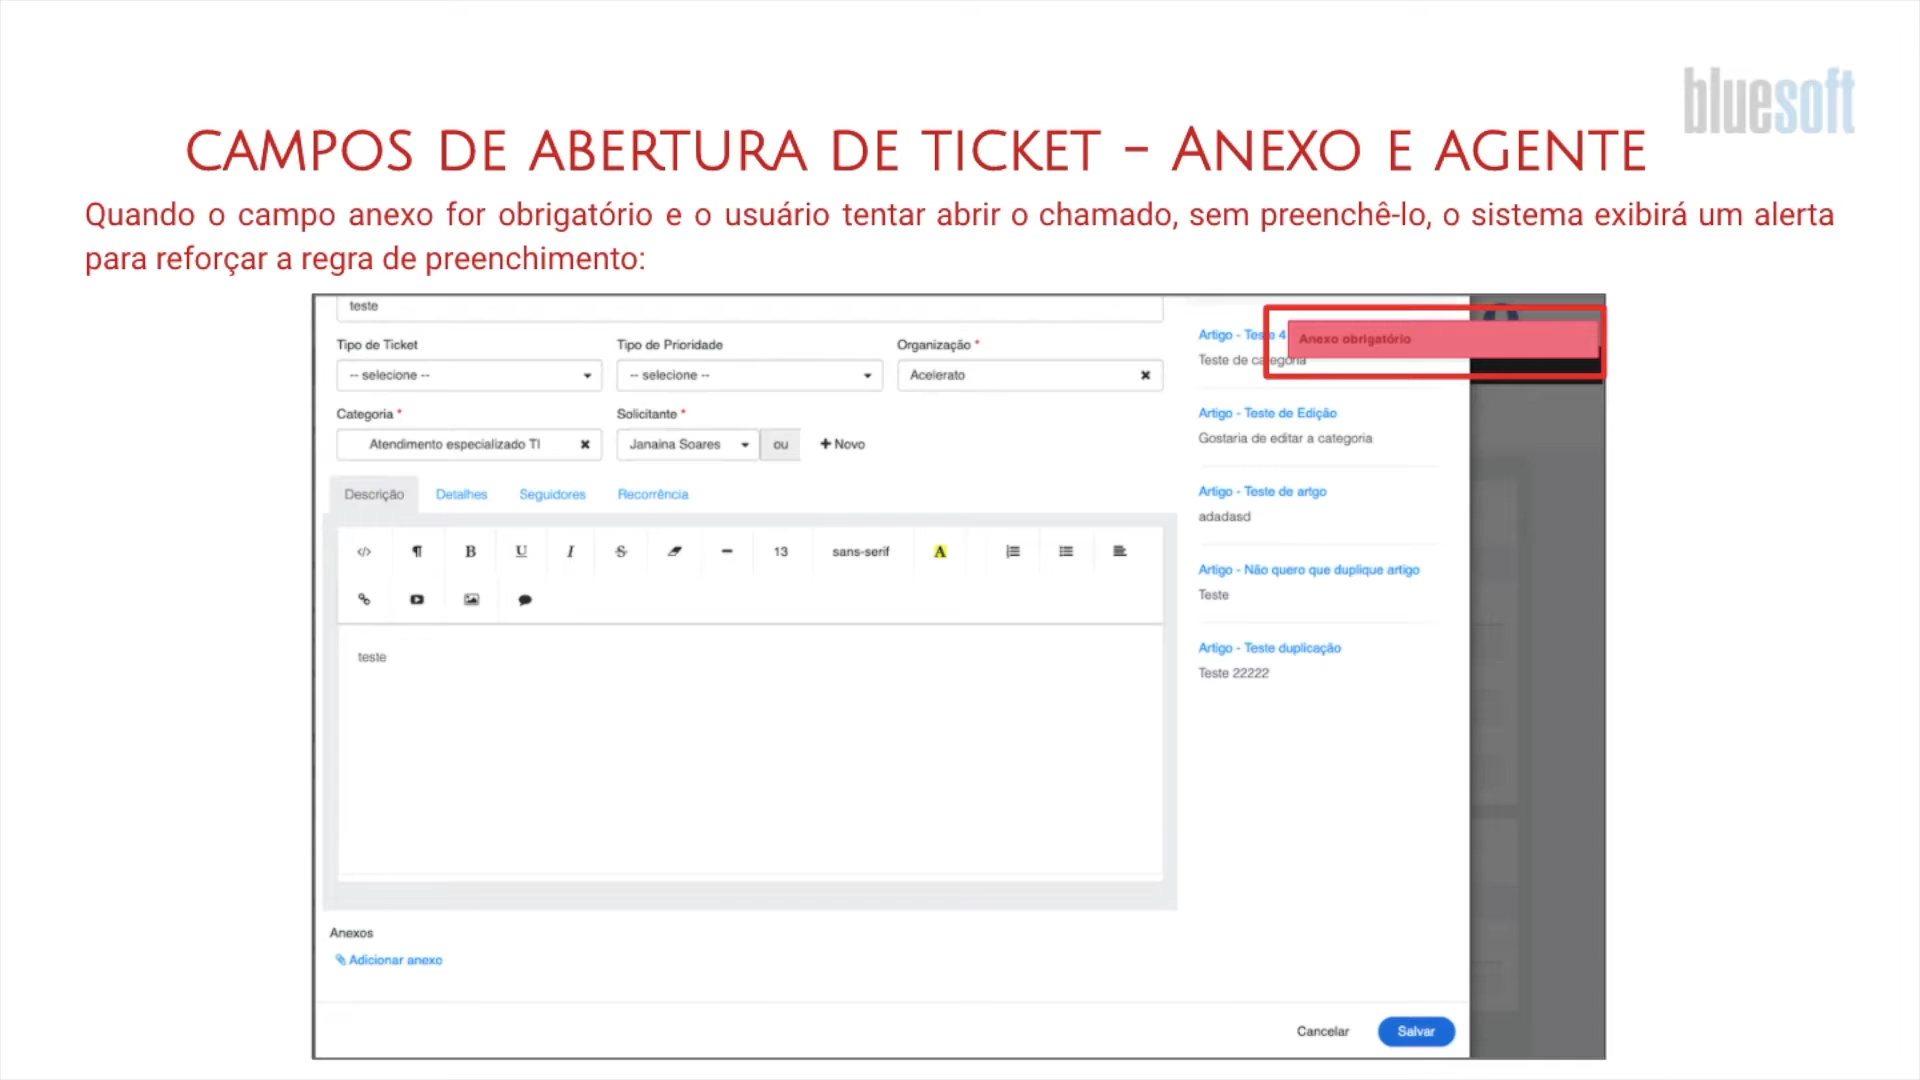 bluesoft
CAMPOS DE ABERTURA DE TICKET - ANEXO E AGENTE
Quando o campo anexo for obrigatório e o usuário tentar abrir o chamado, sem preenchê-lo, o sistema exibirá um alerta
para reforçar a regra de preenchimento:
teste
Tipo de Ticket
Tipo de Prioridade
Organização *
-- selecione --
-- selecione --
Acelerato
Categoria *
Solicitante *
Atendimento especializado TI
Janaina Soares
ou
Novo
Descrição
Detalhes
Seguidores
Recorrência
B U I S 13 sans-serif A
teste
Anexos
Adicionar anexo
Artigo - Teste 4
Anexo obrigatório
Teste de categoria
Artigo - Teste de Edição
Gostaria de editar a categoria
Artigo - Teste de artgo
adadasd
Artigo - Não quero que duplique artigo
Teste
Artigo - Teste duplicação
Teste 22222
Cancelar
Salvar